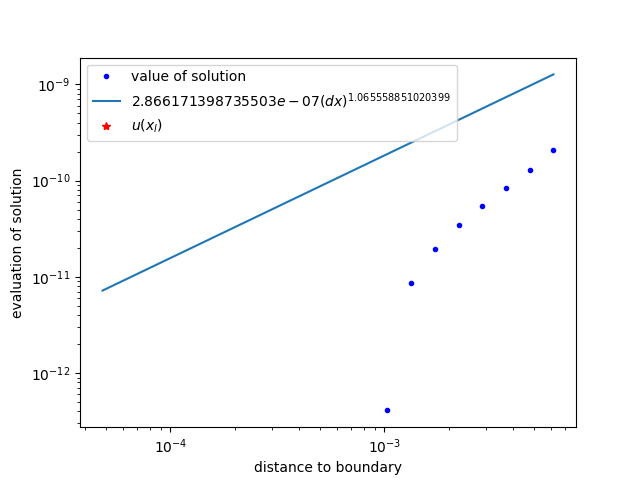 value of solution
2.866171398735503e − 07(dx)^1.065558851020399
u(x_l)
10^−9
10^−10
10^−11
10^−12
evaluation of solution
10^−4
10^−3
distance to boundary